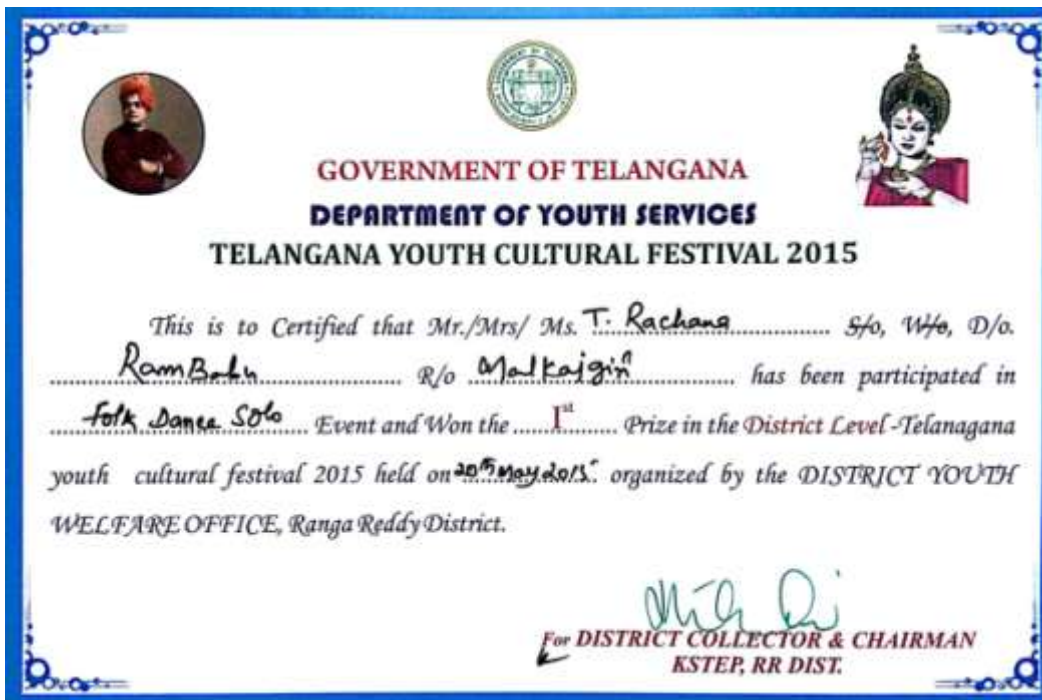 GOVERNMENT OF TELANGANA
DEPARTMENT OF YOUTH SERVICES
TELANGANA YOUTH CULTURAL FESTIVAL 2015
This is to Certified that Mr./Mrs/ Ms. T. Rachana S/o, W/o, D/o.
RamBabu R/o Malkajgiri has been participated in
folk Dance Solo Event and Won the Ist Prize in the District Level -Telanagana
youth cultural festival 2015 held on 20th May 2015. organized by the DISTRICT YOUTH
WELFARE OFFICE, Ranga Reddy District.
For DISTRICT COLLECTOR & CHAIRMAN
KSTEP, RR DIST.